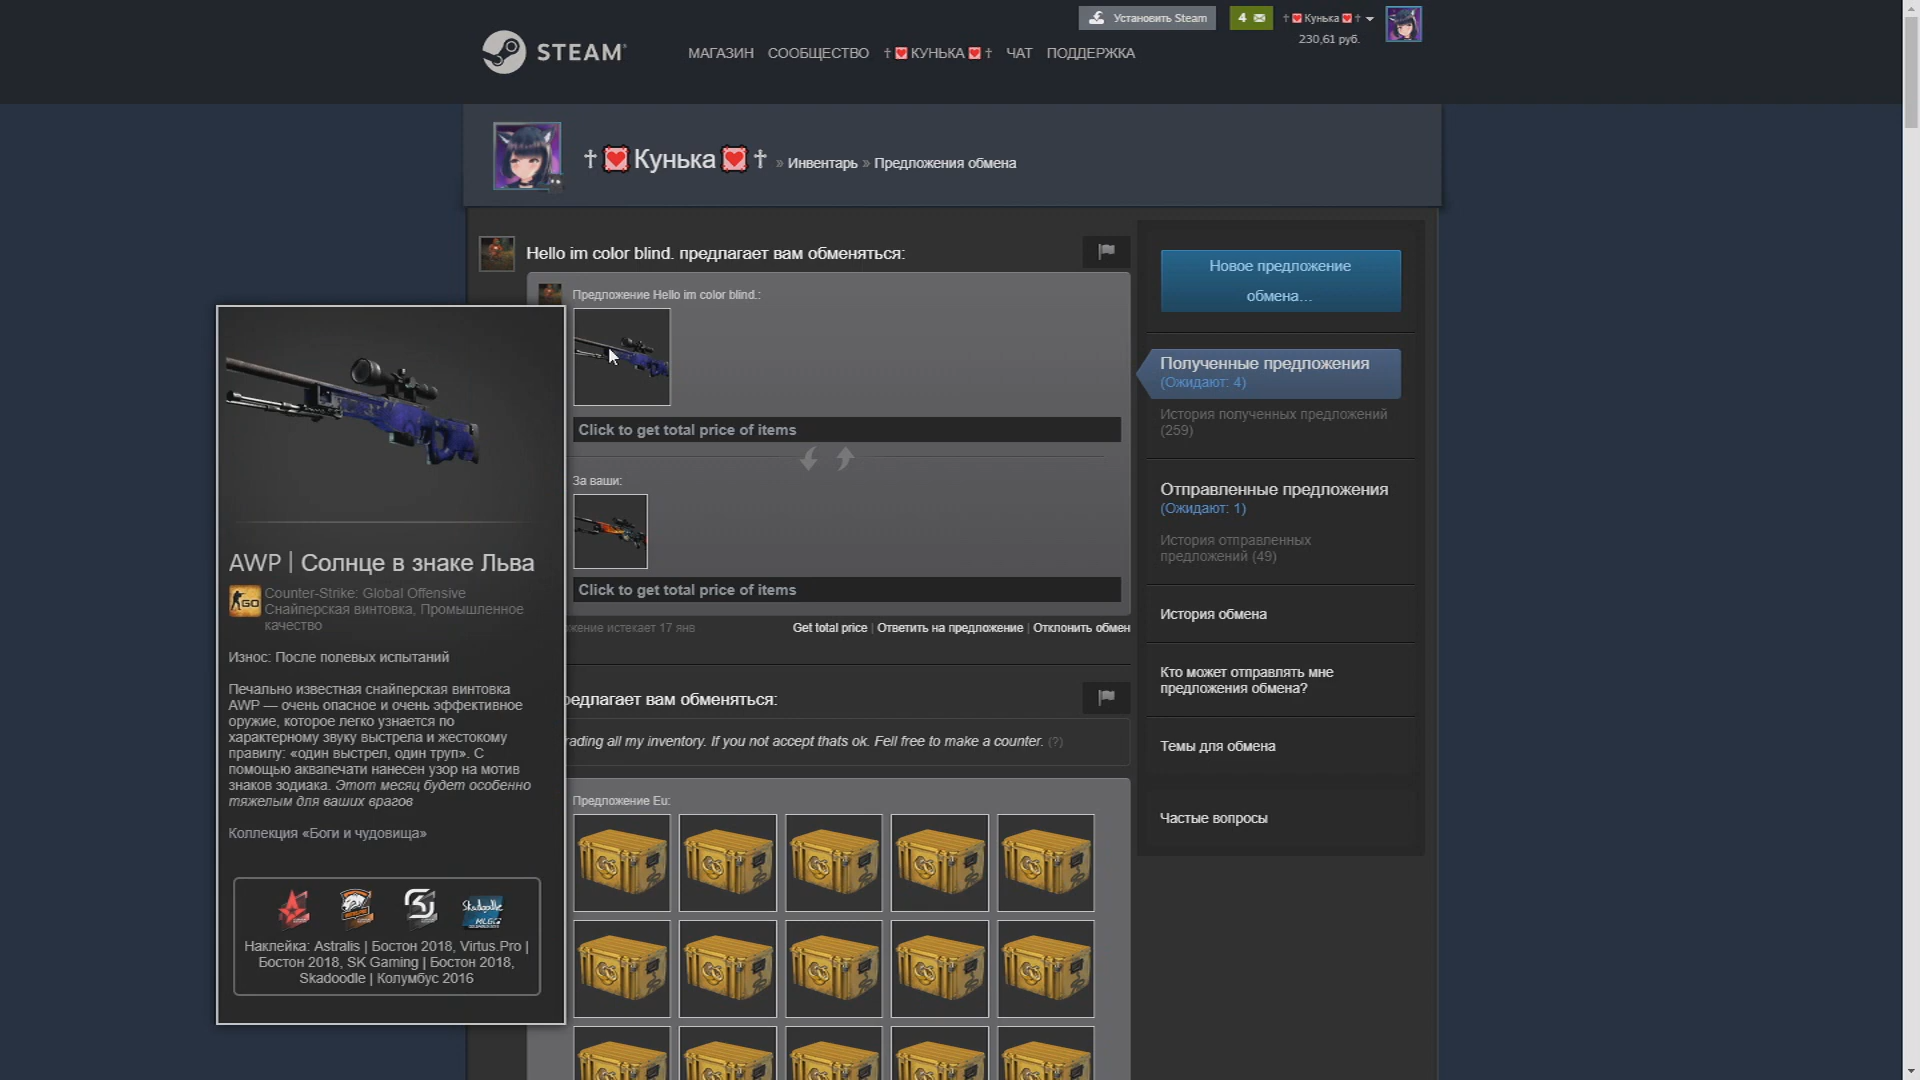 Установить Steam
4
†💟Кунька💟†
230,61 руб.
STEAM
МАГАЗИН СООБЩЕСТВО †💟КУНЬКА💟† ЧАТ ПОДДЕРЖКА
†💟Кунька💟† » Инвентарь » Предложения обмена
Hello im color blind. предлагает вам обменяться:
Предложение Hello im color blind.:
Click to get total price of items
За ваши:
Click to get total price of items
жение истекает 17 янв
Get total price | Ответить на предложение | Отклонить обмен
редлагает вам обменяться:
rading all my inventory. If you not accept thats ok. Fell free to make a counter. (?)
Предложение Eu:
AWP | Солнце в знаке Льва
GO
Counter-Strike: Global Offensive
Снайперская винтовка, Промышленное
качество
Износ: После полевых испытаний
Печально известная снайперская винтовка
AWP — очень опасное и очень эффективное
оружие, которое легко узнается по
характерному звуку выстрела и жестокому
правилу: «один выстрел, один труп». С
помощью аквапечати нанесен узор на мотив
знаков зодиака. Этот месяц будет особенно
тяжелым для ваших врагов
Коллекция «Боги и чудовища»
Наклейка: Astralis | Бостон 2018, Virtus.Pro |
Бостон 2018, SK Gaming | Бостон 2018,
Skadoodle | Колумбус 2016
Новое предложение
обмена…
Полученные предложения
(Ожидают: 4)
История полученных предложений
(259)
Отправленные предложения
(Ожидают: 1)
История отправленных
предложений (49)
История обмена
Кто может отправлять мне
предложения обмена?
Темы для обмена
Частые вопросы